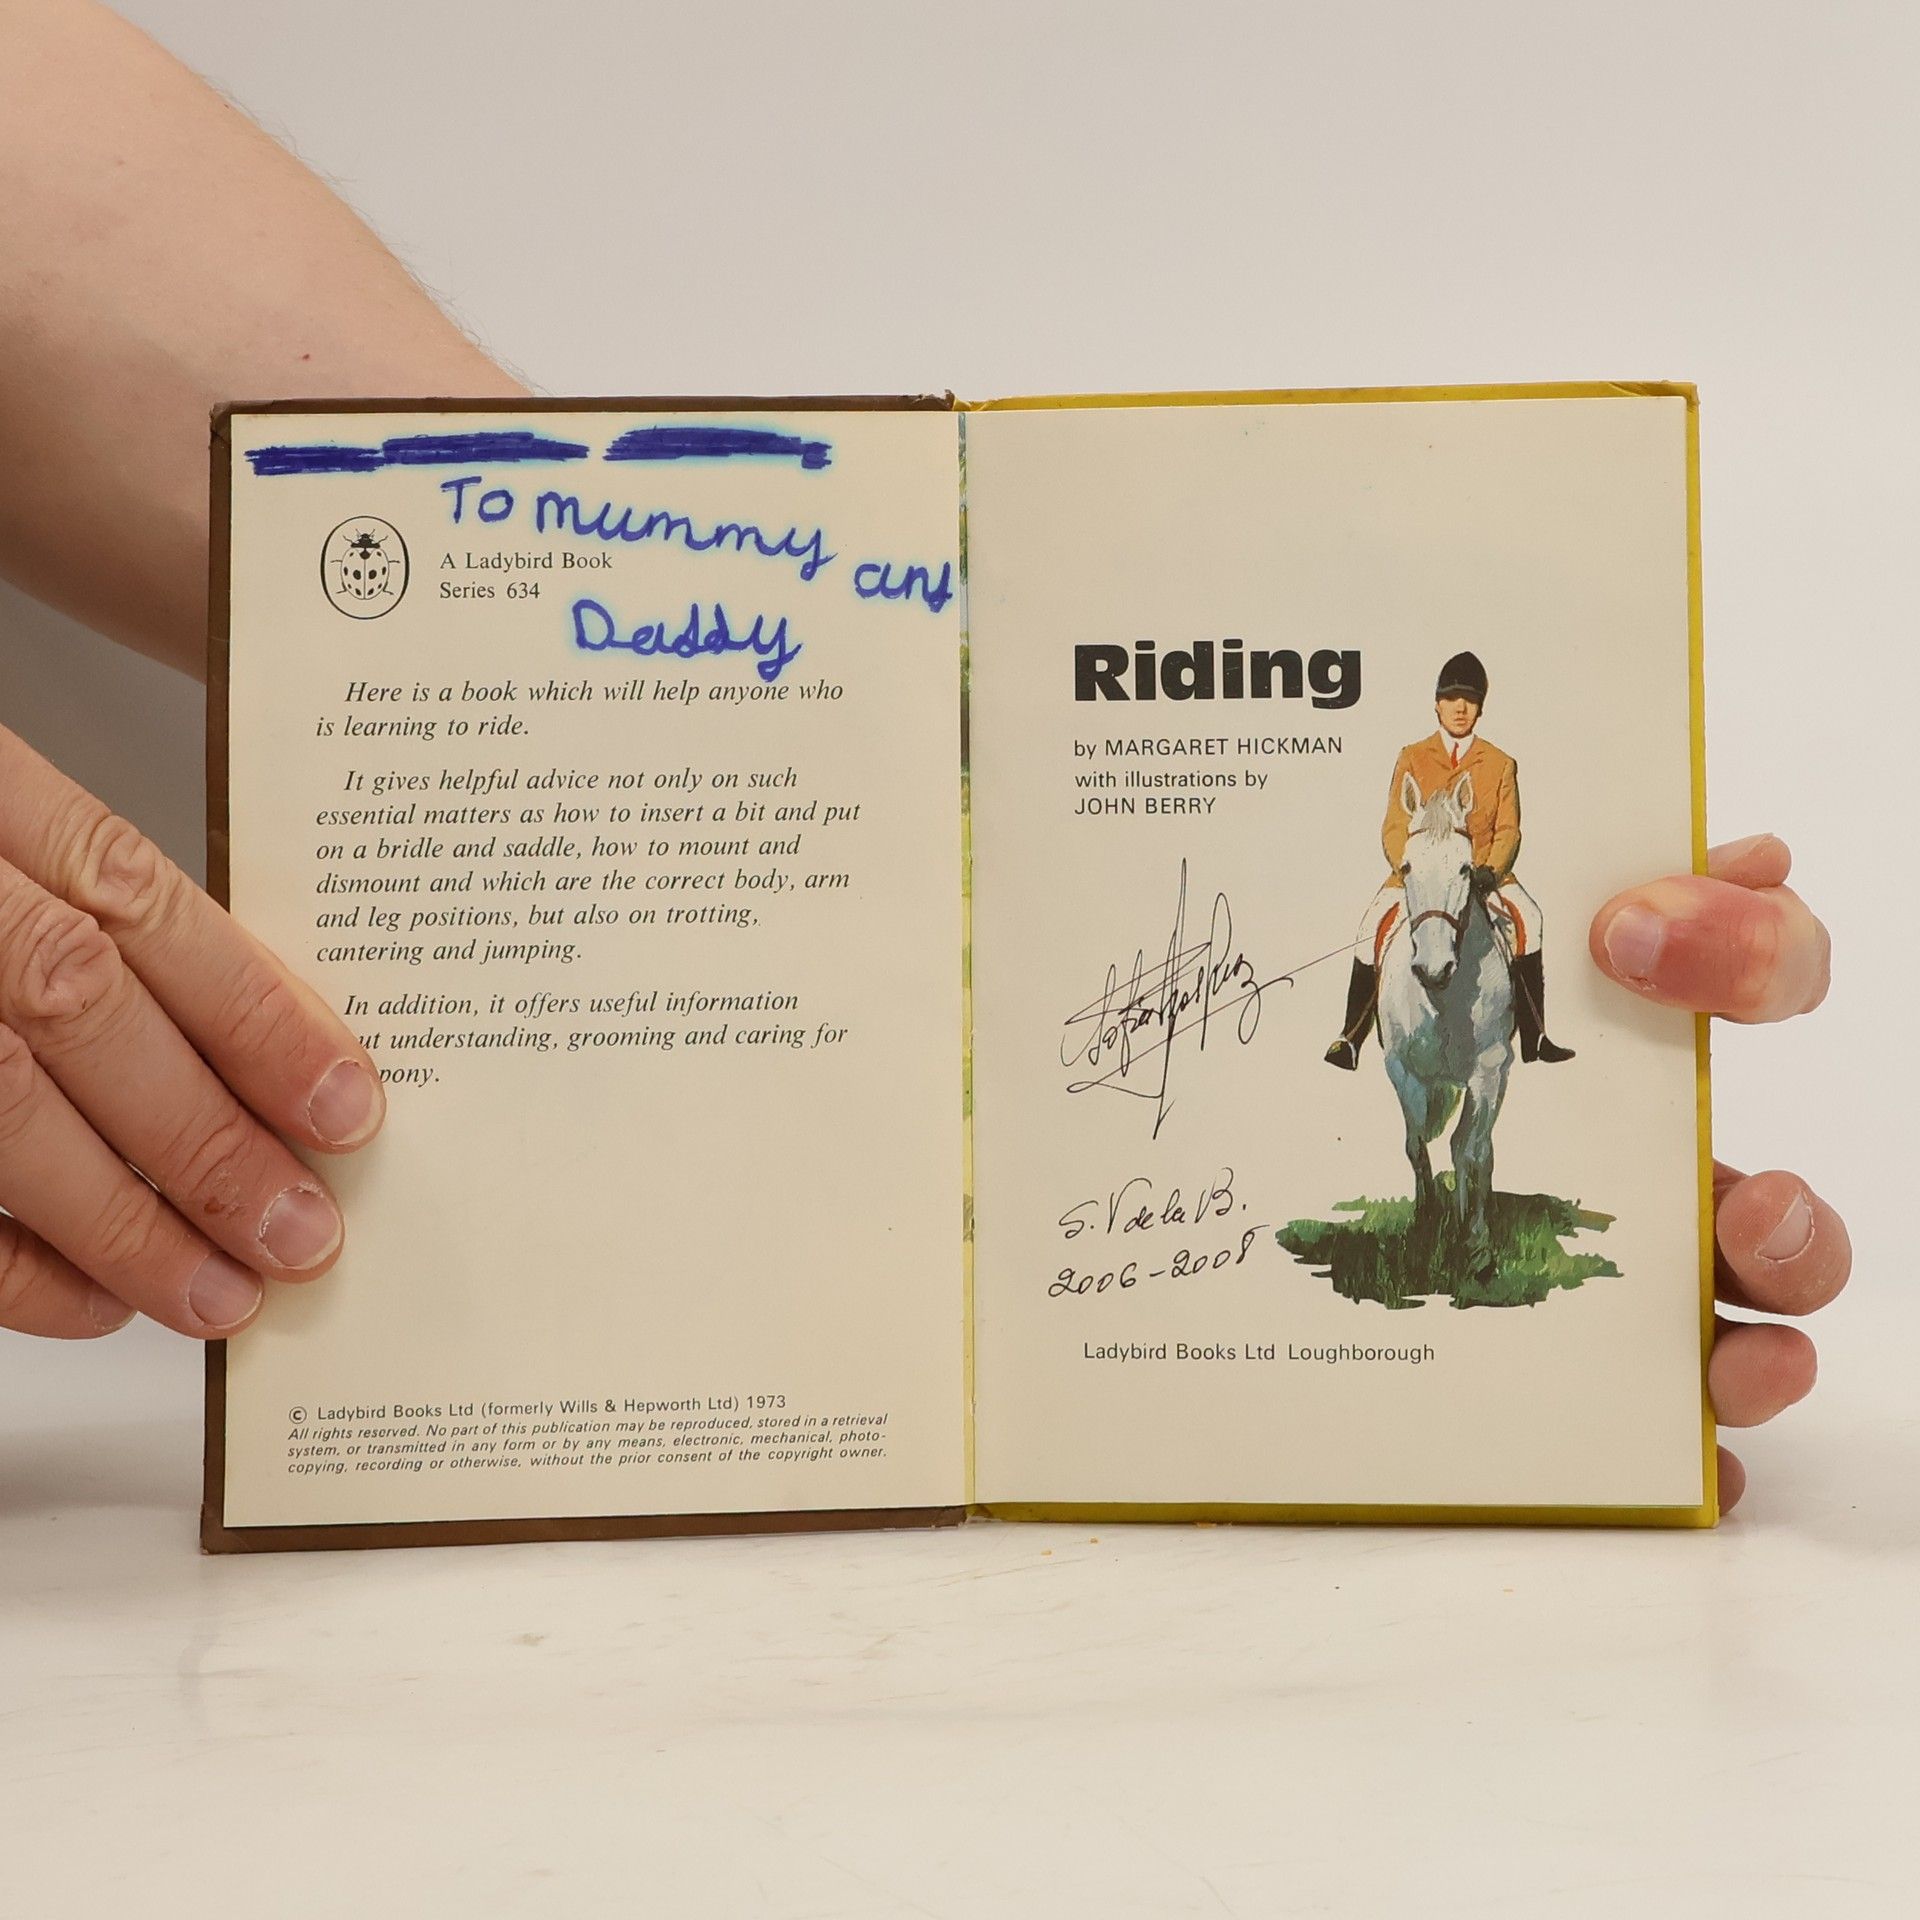 To mummy and
Daddy
A Ladybird Book
Series 634
Here is a book which will help anyone who
is learning to ride.
It gives helpful advice not only on such
essential matters as how to insert a bit and put
on a bridle and saddle, how to mount and
dismount and which are the correct body, arm
and leg positions, but also on trotting,
cantering and jumping.
In addition, it offers useful information
ut understanding, grooming and caring for
pony.
© Ladybird Books Ltd (formerly Wills & Hepworth Ltd) 1973
All rights reserved. No part of this publication may be reproduced, stored in a retrieval
system, or transmitted in any form or by any means, electronic, mechanical, photo-
copying, recording or otherwise, without the prior consent of the copyright owner.
Riding
by MARGARET HICKMAN
with illustrations by
JOHN BERRY
S. V de la B.
2006-2008
Ladybird Books Ltd Loughborough